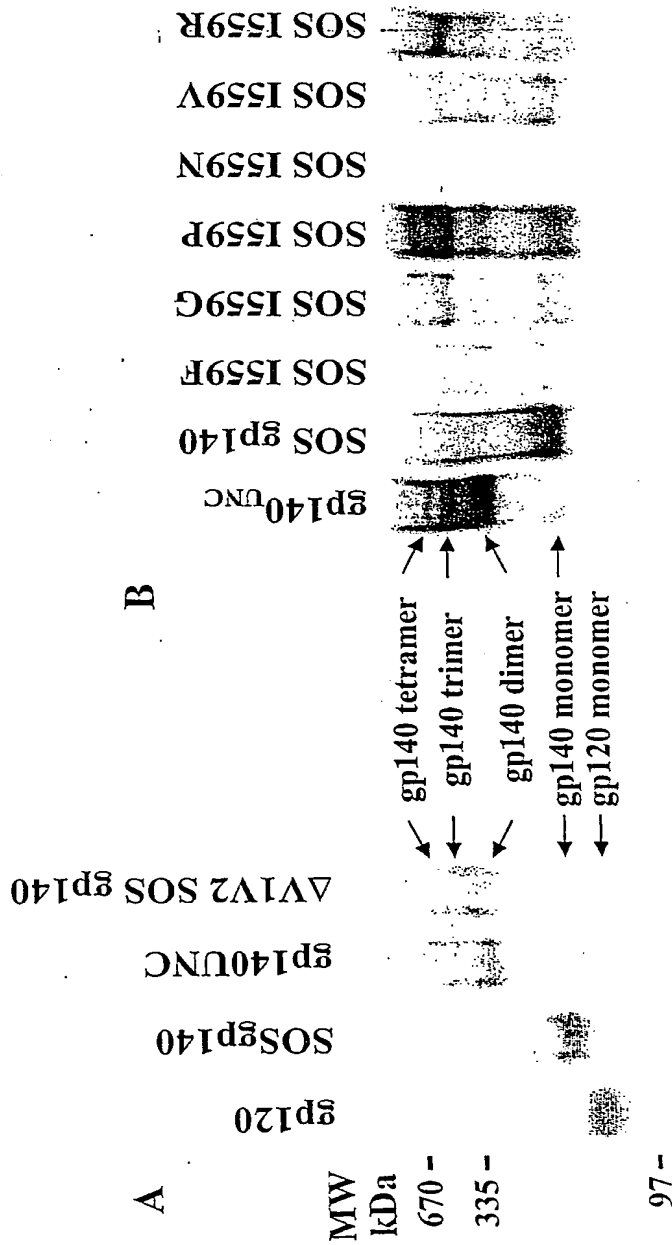 A
MW
kDa
670 -
335 -
97 -
gp120
SOSgp140
gp140UNC
ΔV1V2 SOS gp140
gp140 tetramer
gp140 trimer
gp140 dimer
gp140 monomer
gp120 monomer
B
gp140UNC
SOS gp140
SOS I559F
SOS I559G
SOS I559P
SOS I559N
SOS I559V
SOS I559R